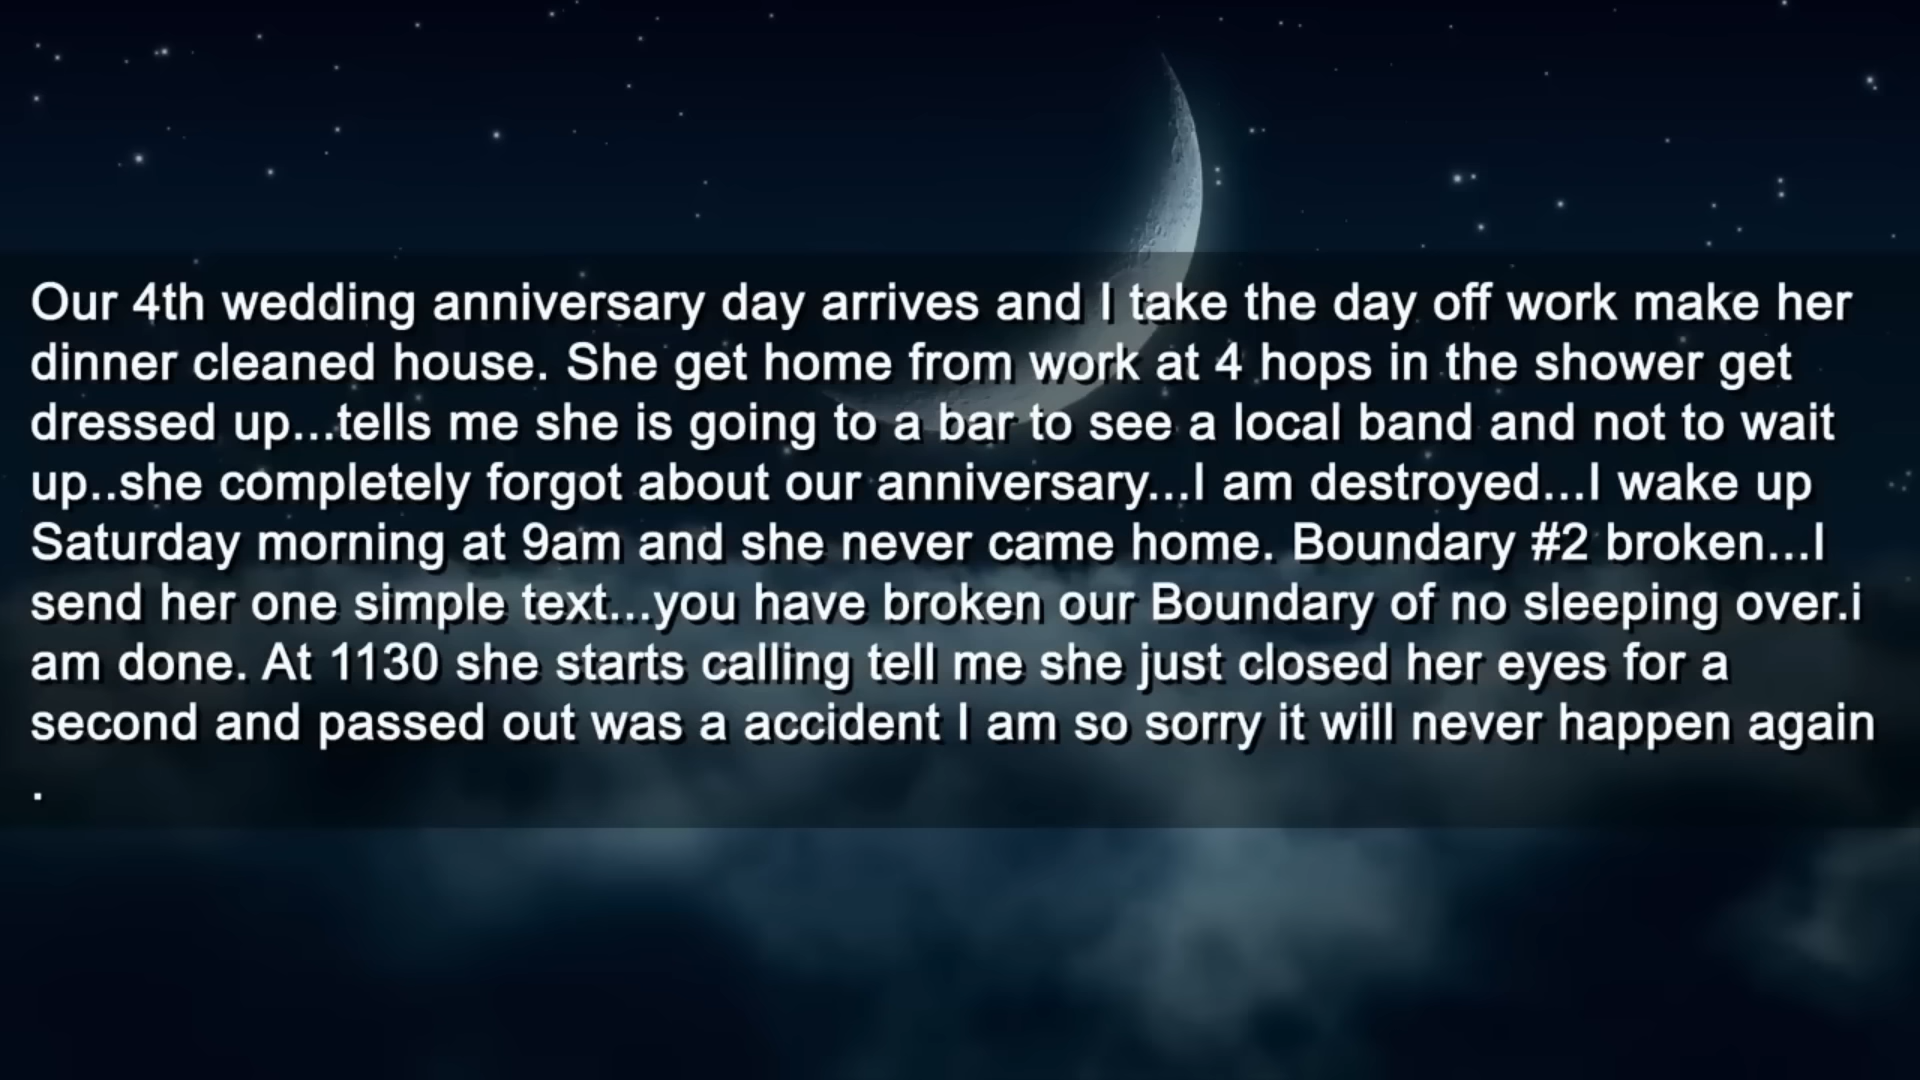 Our 4th wedding anniversary day arrives and I take the day off work make her
dinner cleaned house. She get home from work at 4 hops in the shower get
dressed up...tells me she is going to a bar to see a local band and not to wait
up..she completely forgot about our anniversary...I am destroyed...I wake up
Saturday morning at 9am and she never came home. Boundary #2 broken...I
send her one simple text...you have broken our Boundary of no sleeping over.i
am done. At 1130 she starts calling tell me she just closed her eyes for a
second and passed out was a accident I am so sorry it will never happen again
.